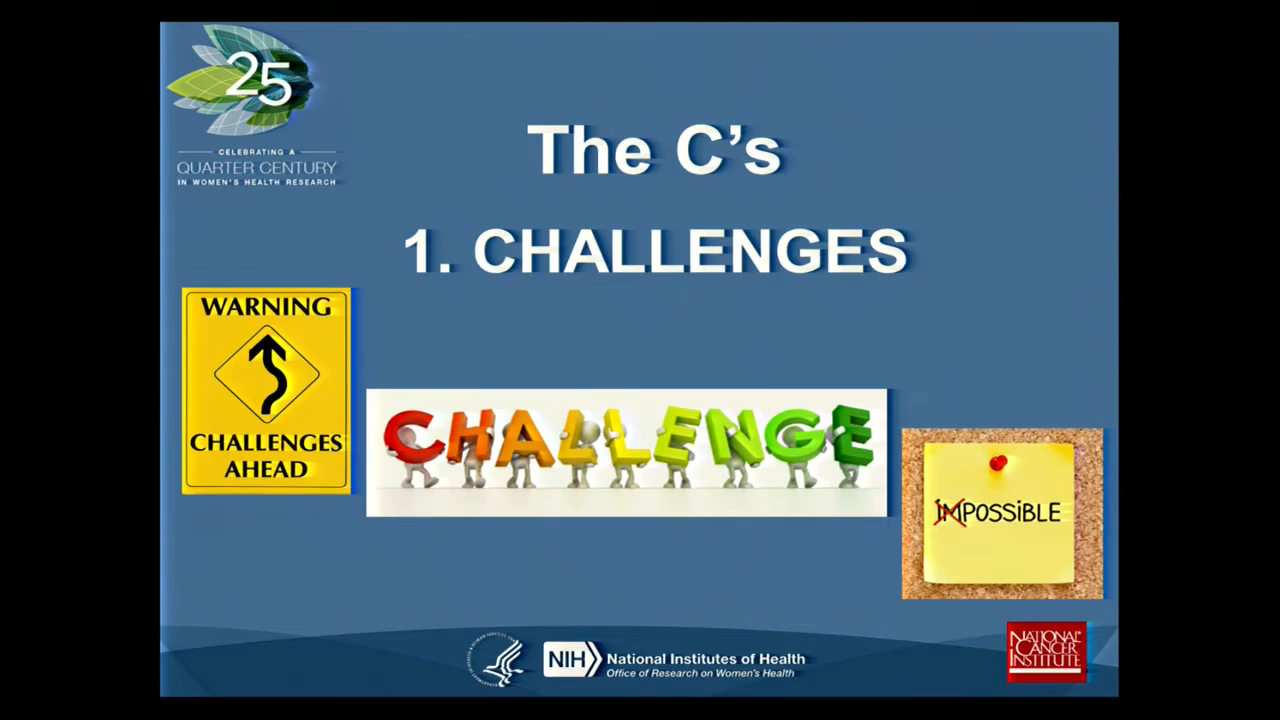 25
CELEBRATING A
QUARTER CENTURY
IN WOMEN'S HEALTH RESEARCH
The C's
1. CHALLENGES
WARNING
CHALLENGES
AHEAD
CHALLENGE
IMPOSSiBLE
NIH
National Institutes of Health
Office of Research on Women's Health
NATIONAL
CANCER
INSTITUTE